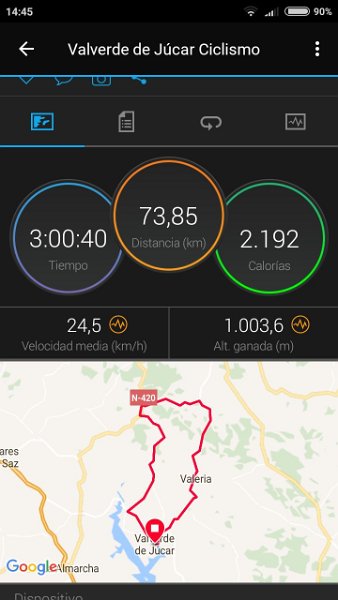 14:45
90%
Valverde de Júcar Ciclismo
73,85
Distancia (km)
3:00:40
Tiempo
2.192
Calorías
24,5
Velocidad media (km/h)
1.003,6
Alt. ganada (m)
N-420
ares
Saz
Valeria
Valverde
de Júcar
Google
Almarcha
Dispositivo